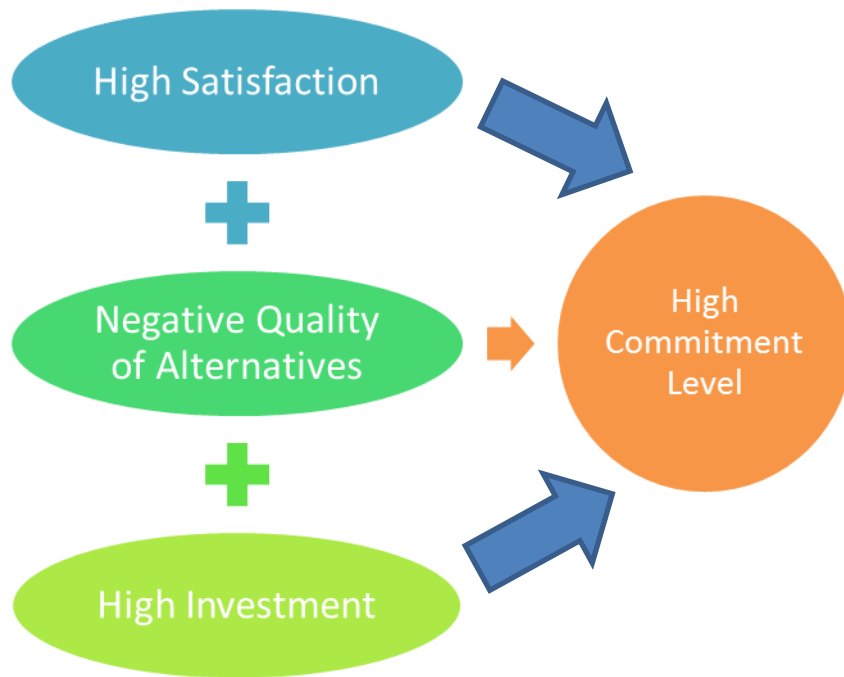 High Satisfaction
Negative Quality
of Alternatives
High Investment
High
Commitment
Level